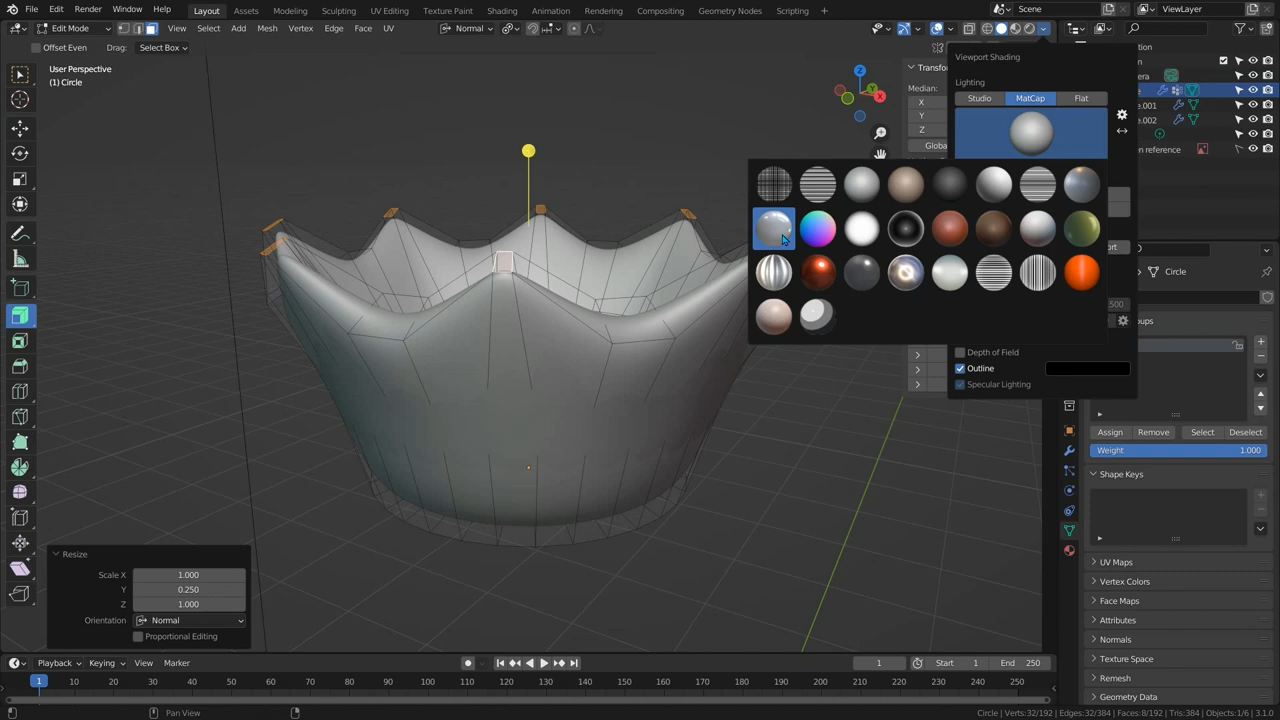 File Edit Render Window Help Layout Assets Modeling Sculpting UV Editing Texture Paint Shading Animation Rendering Compositing Geometry Nodes Scripting Scene ViewLayer
Edit Mode View Select Add Mesh Vertex Edge Face UV Normal
Offset Even Drag: Select Box
User Perspective
(1) Circle
Viewport Shading
Lighting
Studio MatCap Flat
Depth of Field
Outline
Specular Lighting
Transfo
Median:
X
Y
Z
Global
Z
Y
X
e.001
e.002
n reference
Circle
500
oups
Assign Remove Select Deselect
Weight 1.000
Shape Keys
UV Maps
Vertex Colors
Face Maps
Attributes
Normals
Texture Space
Remesh
Geometry Data
Resize
Scale X 1.000
Y 0.250
Z 1.000
Orientation Normal
Proportional Editing
Playback Keying View Marker 1 Start 1 End 250
1 10 20 30 40 50 60 70 80 90 100 110 120 130 140 150 160 170 180 190 200 210 220 230 240 250
Pan View
Circle | Verts:32/192 | Edges:32/384 | Faces:8/192 | Tris:384 | Objects:1/6 | 3.1.0